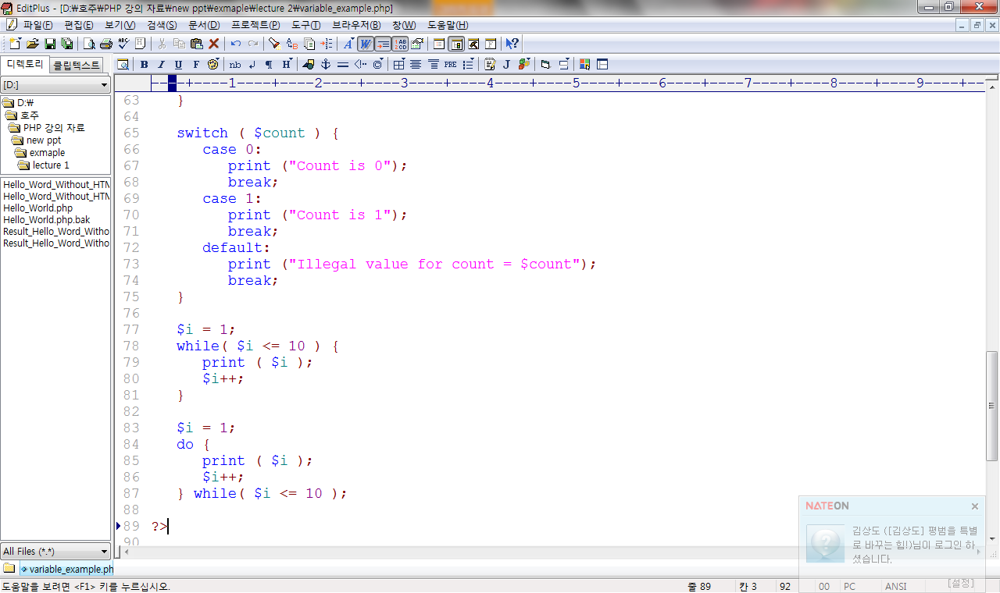 EditPlus - [D:₩호주₩PHP 강의 자료₩new ppt₩exmaple₩lecture 2₩variable_example.php]
파일(F) 편집(E) 보기(V) 검색(S) 문서(D) 프로젝트(P) 도구(T) 브라우저(B) 창(W) 도움말(H)
디렉토리 클립텍스트
[D:]
D:₩
호주
PHP 강의 자료
new ppt
exmaple
lecture 1
Hello_Word_Without_HTM
Hello_Word_Without_HTM
Hello_World.php
Hello_World.php.bak
Result_Hello_Word_Witho
Result_Hello_Word_Witho
All Files (*.*)
variable_example.ph
----+----1----+----2----+----3----+----4----+----5----+----6----+----7----+----8----+----9----+--
63 }
64
65 switch ( $count ) {
66 case 0:
67 print ("Count is 0");
68 break;
69 case 1:
70 print ("Count is 1");
71 break;
72 default:
73 print ("Illegal value for count = $count");
74 break;
75 }
76
77 $i = 1;
78 while( $i <= 10 ) {
79 print ( $i );
80 $i++;
81 }
82
83 $i = 1;
84 do {
85 print ( $i );
86 $i++;
87 } while( $i <= 10 );
88
89 ?>
90
NATEON
김상도 ([김상도] 평범을 특별
로 바꾸는 힘!)님이 로그인 하
셨습니다.
[설정]
도움말을 보려면 <F1> 키를 누르십시오. 줄 89 칸 3 92 00 PC ANSI